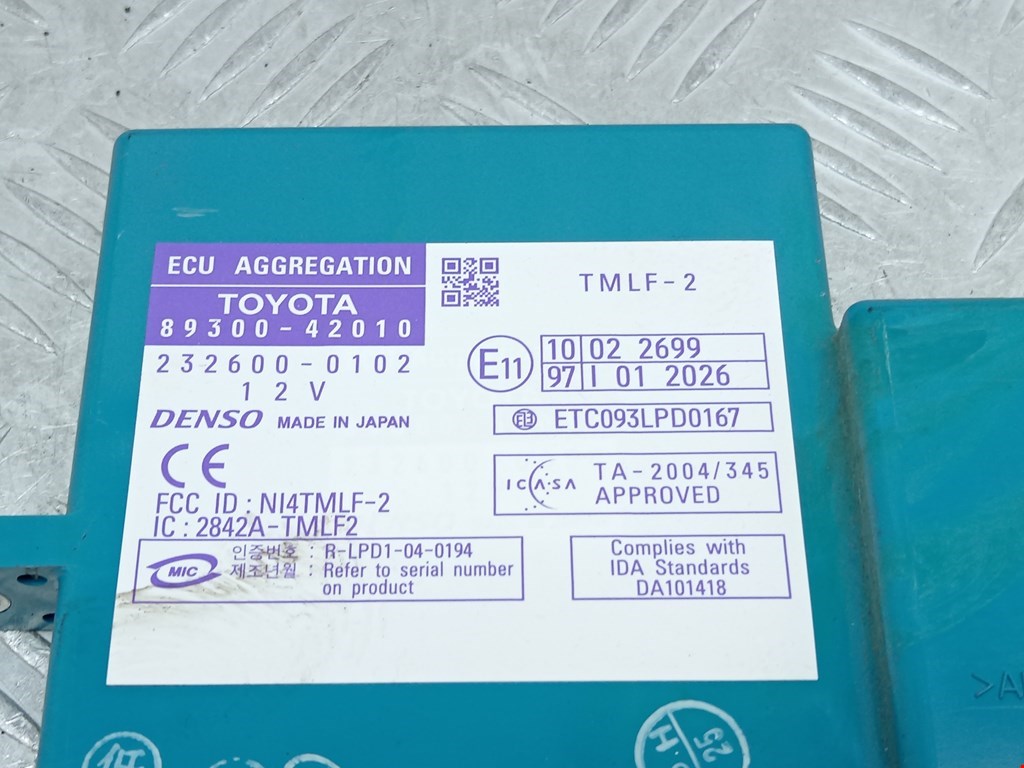 ECU AGGREGATION
TOYOTA
89300-42010
232600-0102
12V
DENSO MADE IN JAPAN
CE
FCC ID : NI4TMLF-2
IC : 2842A-TMLF2
MIC
인증번호 : R-LPD1-04-0194
제조년월 : Refer to serial number
on product
TMLF-2
E11
10 02 2699
97 I 01 2026
ETC093LPD0167
ICASA
TA-2004/345
APPROVED
Complies with
IDA Standards
DA101418
低
H
25